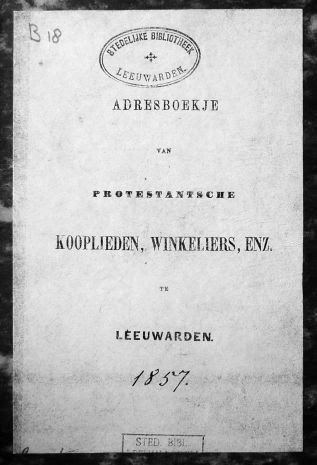 B 18
STEDELIJKE BIBLIOTHEEK
LEEUWARDEN.
ADRESBOEKJE
VAN
PROTESTANTSCHE
KOOPLIEDEN, WINKELIERS, ENZ.
TE
LEEUWARDEN.
1857.
STED. BIBL.